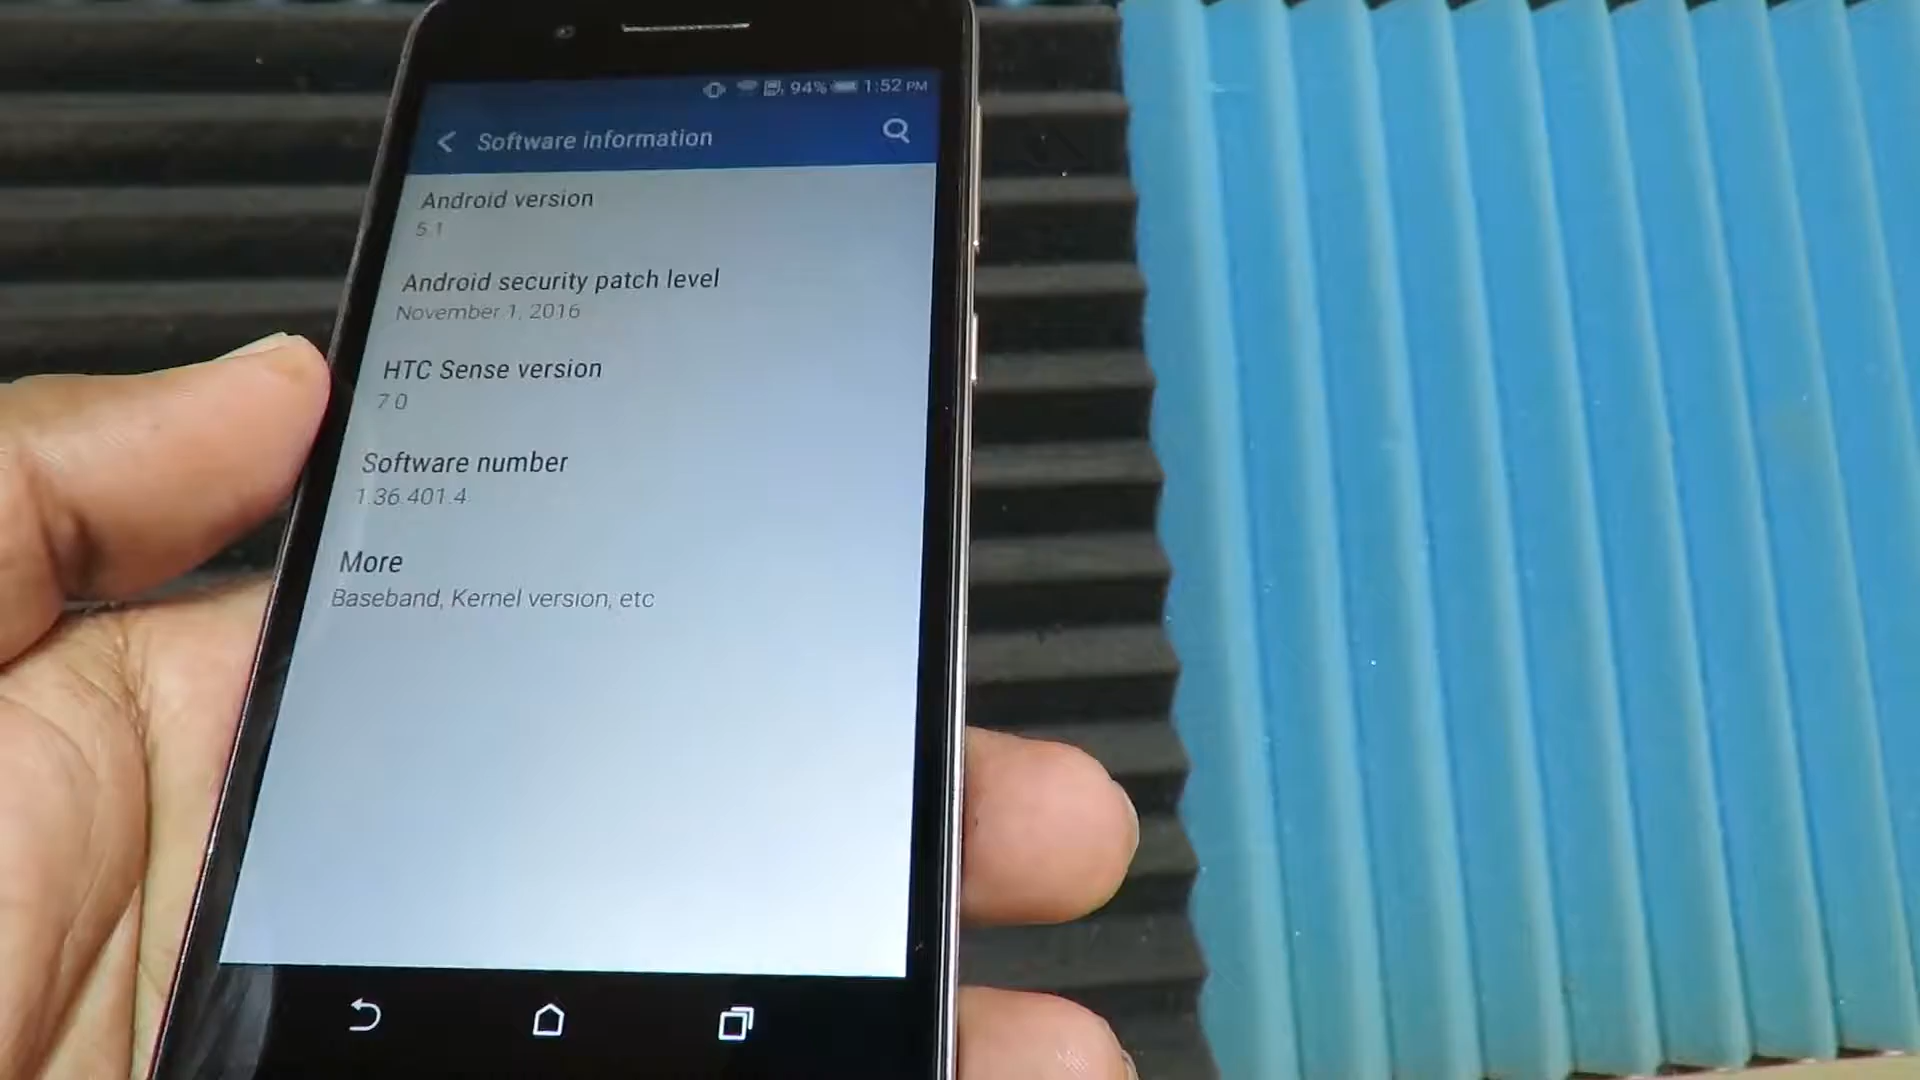 94% 1:52 PM
Software information
Android version
5.1
Android security patch level
November 1, 2016
HTC Sense version
7.0
Software number
1.36.401.4
More
Baseband, Kernel version, etc